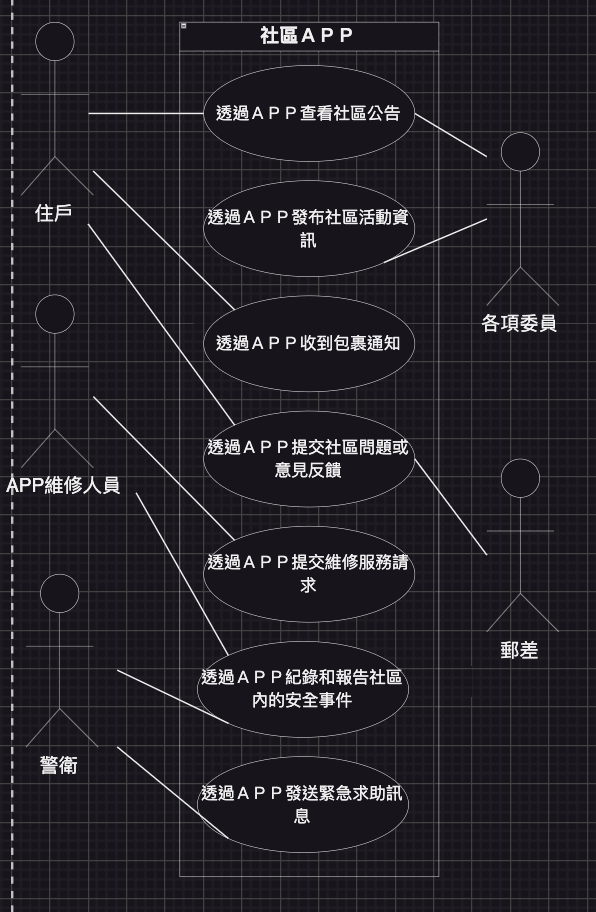 社區ＡＰＰ
透過ＡＰＰ查看社區公告
住戶
透過ＡＰＰ發布社區活動資
訊
各項委員
透過ＡＰＰ收到包裹通知
透過ＡＰＰ提交社區問題或
意見反饋
APP維修人員
透過ＡＰＰ提交維修服務請
求
郵差
透過ＡＰＰ紀錄和報告社區
內的安全事件
警衛
透過ＡＰＰ發送緊急求助訊
息